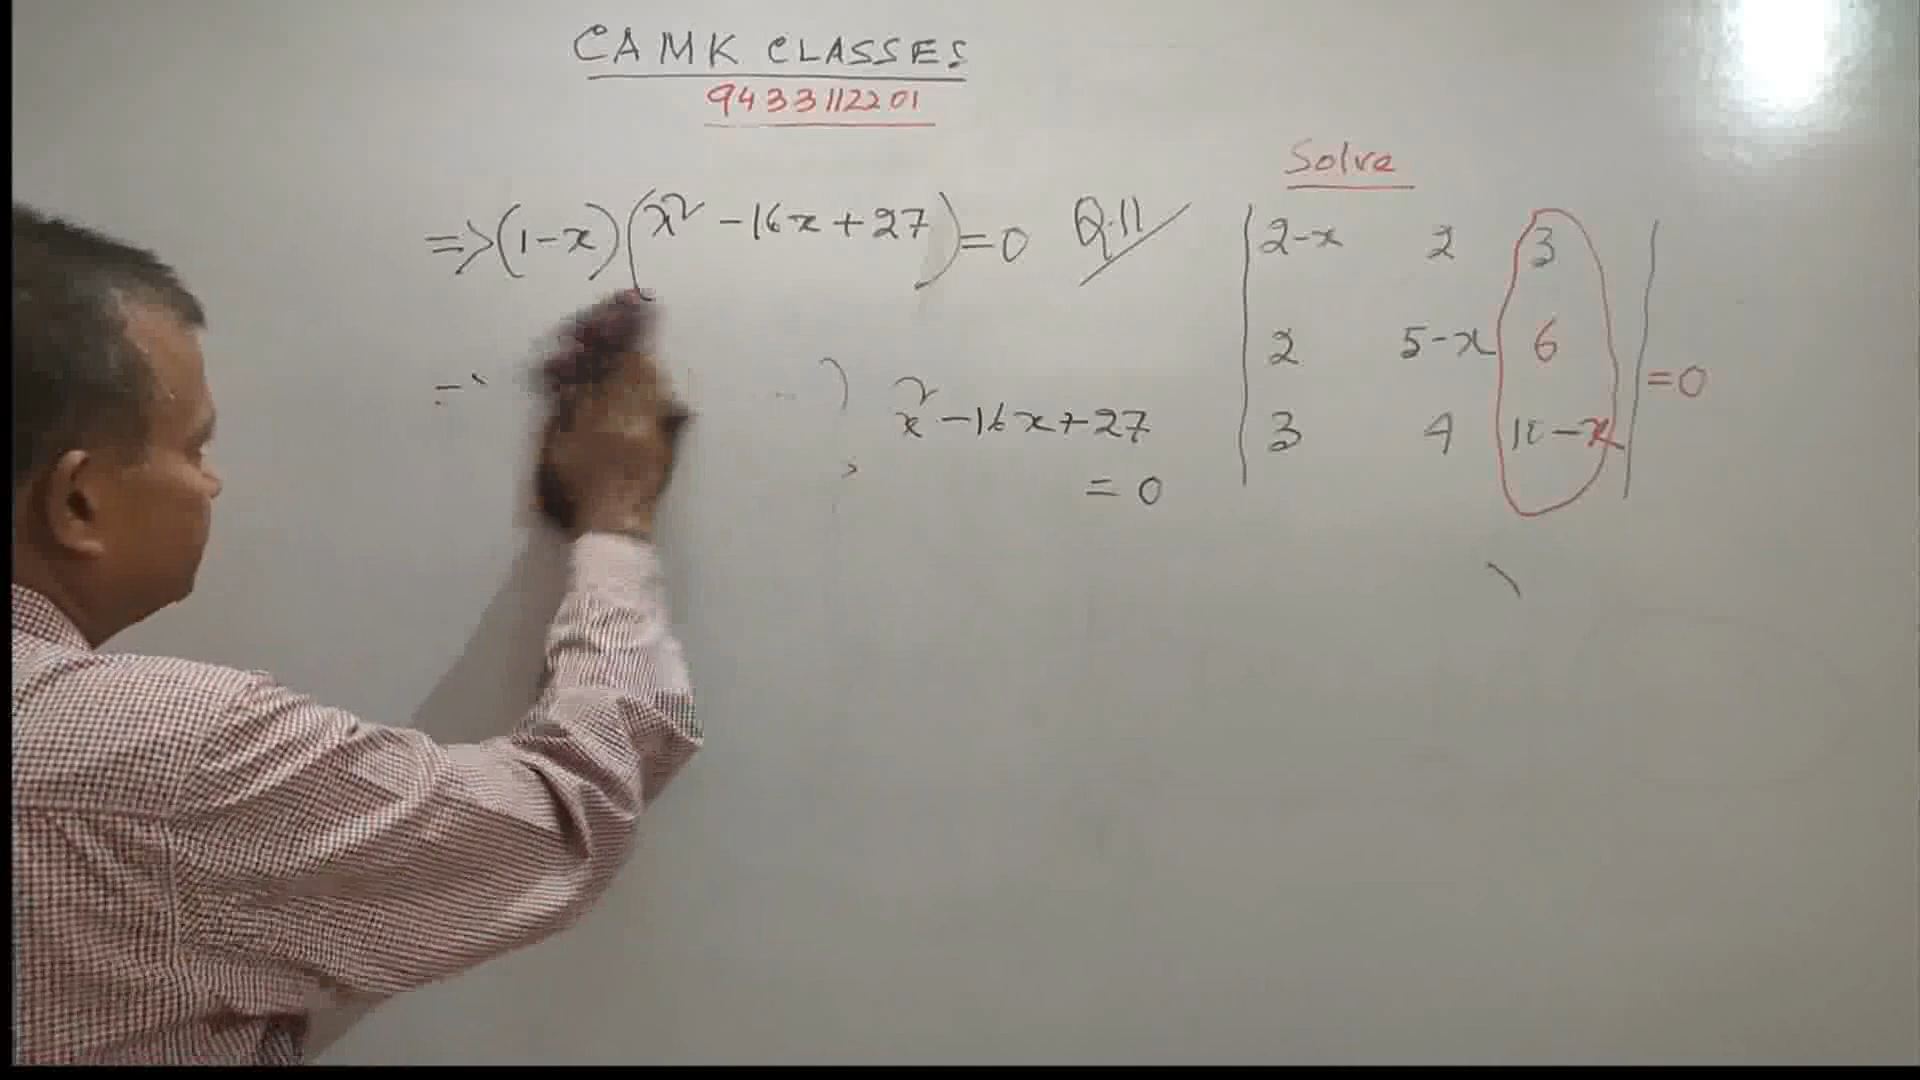 CAMK CLASSES
9433112201
=> (1-x)(x² -16x+27)=0
x² -16x+27
= 0
Q.11
Solve
| 2-x 2 3 |
| 2 5-x 6 | =0
| 3 4 10-x |